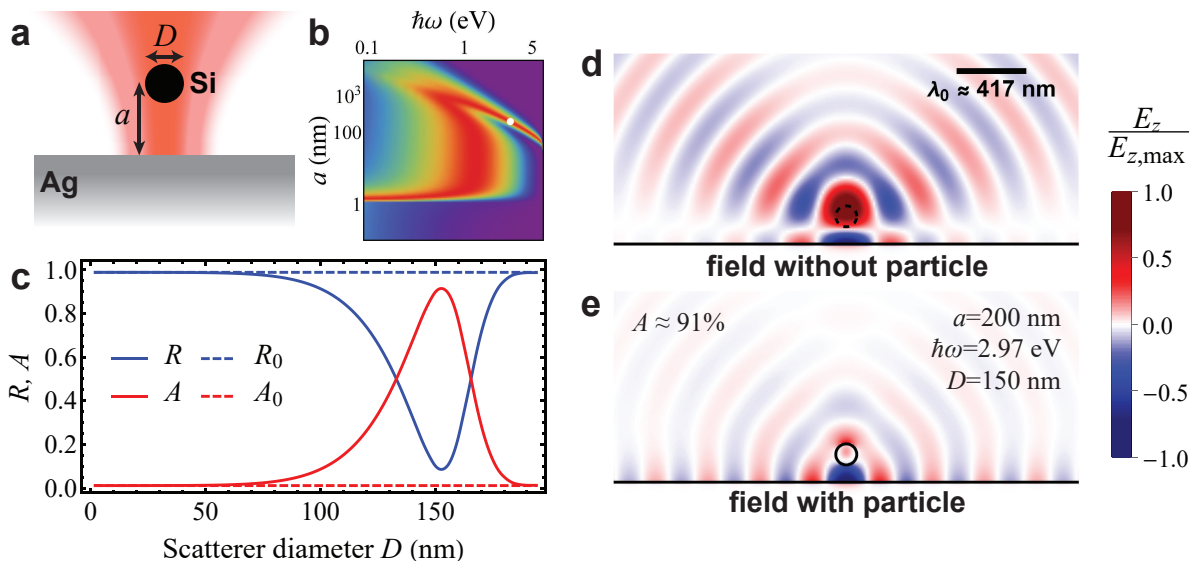 a
D
Si
a
Ag
b
ħω (eV)
0.1 1 5
10³
100
1
a (nm)
c
1.0
0.8
0.6
0.4
0.2
0.0
R, A
R R₀
A A₀
0 50 100 150
Scatterer diameter D (nm)
d
λ₀ ≈ 417 nm
field without particle
e
A ≈ 91%
a=200 nm
ħω=2.97 eV
D=150 nm
field with particle
E_z
E_z,max
1.0
0.5
0.0
−0.5
−1.0